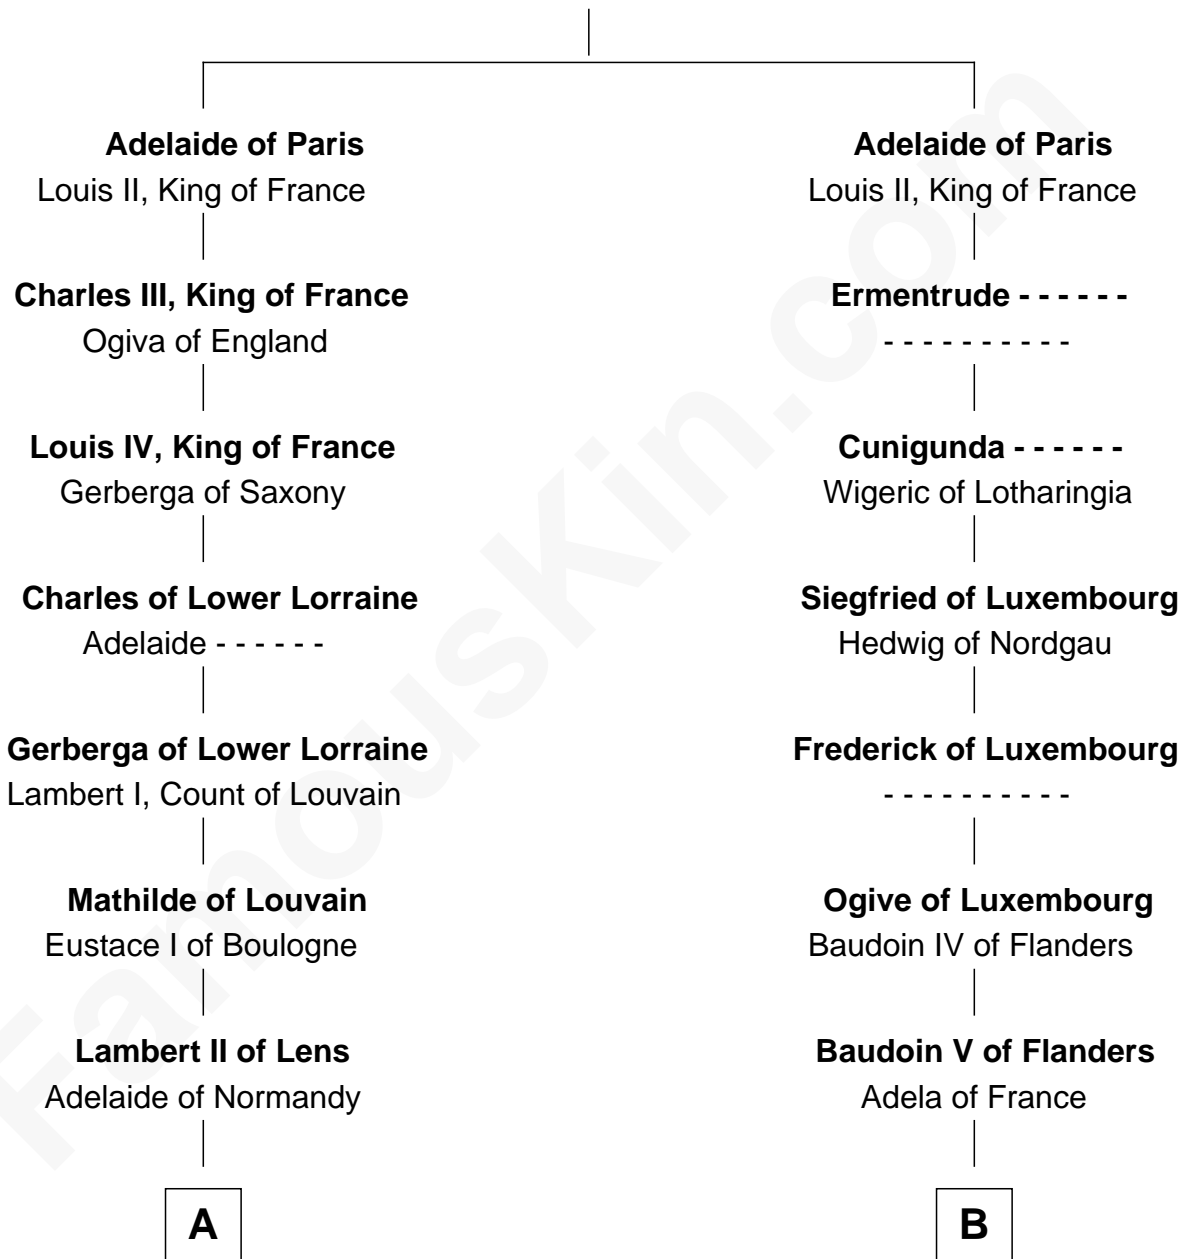 Adelaide of Paris
Louis II, King of France
Charles III, King of France
Ogiva of England
Louis IV, King of France
Gerberga of Saxony
Charles of Lower Lorraine
Adelaide - - - - - -
Gerberga of Lower Lorraine
Lambert I, Count of Louvain
Mathilde of Louvain
Eustace I of Boulogne
Lambert II of Lens
Adelaide of Normandy
A
Adelaide of Paris
Louis II, King of France
Ermentrude - - - - - -
- - - - - - - - - -
Cunigunda - - - - - -
Wigeric of Lotharingia
Siegfried of Luxembourg
Hedwig of Nordgau
Frederick of Luxembourg
- - - - - - - - - -
Ogive of Luxembourg
Baudoin IV of Flanders
Baudoin V of Flanders
Adela of France
B
FamousKin.com